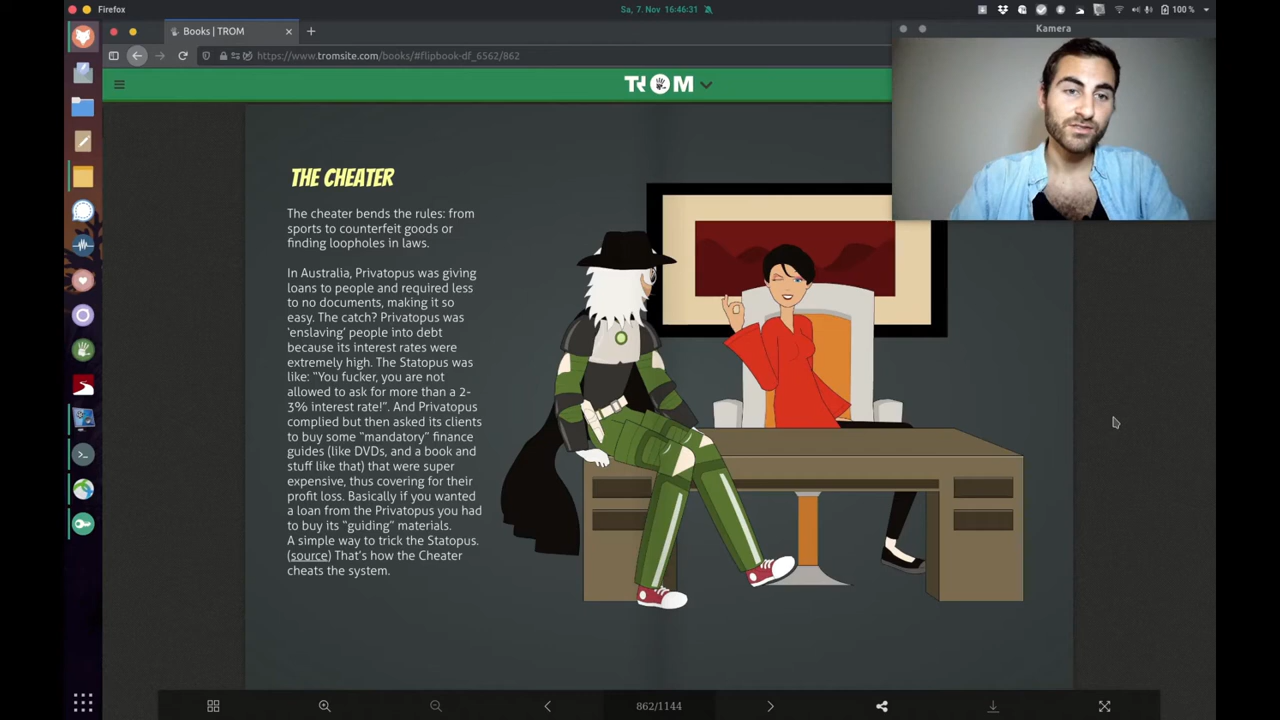 Firefox
Sa, 7. Nov 16:46:31
100 %
Books | TROM
Kamera
https://www.tromsite.com/books/#flipbook-df_6562/862
TROM
THE CHEATER
The cheater bends the rules: from
sports to counterfeit goods or
finding loopholes in laws.
In Australia, Privatopus was giving
loans to people and required less
to no documents, making it so
easy. The catch? Privatopus was
'enslaving' people into debt
because its interest rates were
extremely high. The Statopus was
like: “You fucker, you are not
allowed to ask for more than a 2-
3% interest rate!”. And Privatopus
complied but then asked its clients
to buy some “mandatory” finance
guides (like DVDs, and a book and
stuff like that) that were super
expensive, thus covering for their
profit loss. Basically if you wanted
a loan from the Privatopus you had
to buy its “guiding” materials.
A simple way to trick the Statopus.
(source) That’s how the Cheater
cheats the system.
862/1144